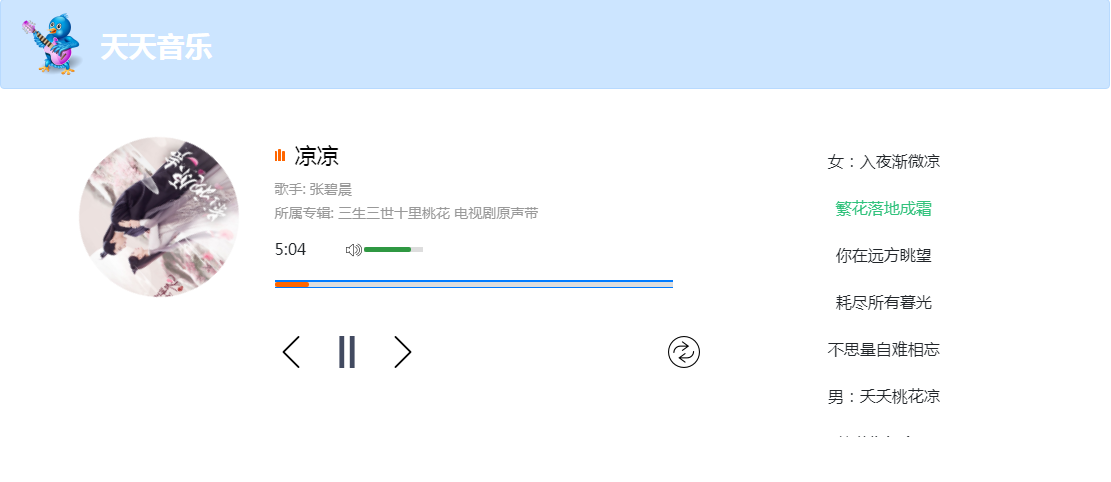 天天音乐
凉凉
歌手: 张碧晨
所属专辑: 三生三世十里桃花 电视剧原声带
5:04
女：入夜渐微凉
繁花落地成霜
你在远方眺望
耗尽所有暮光
不思量自难相忘
男：夭夭桃花凉